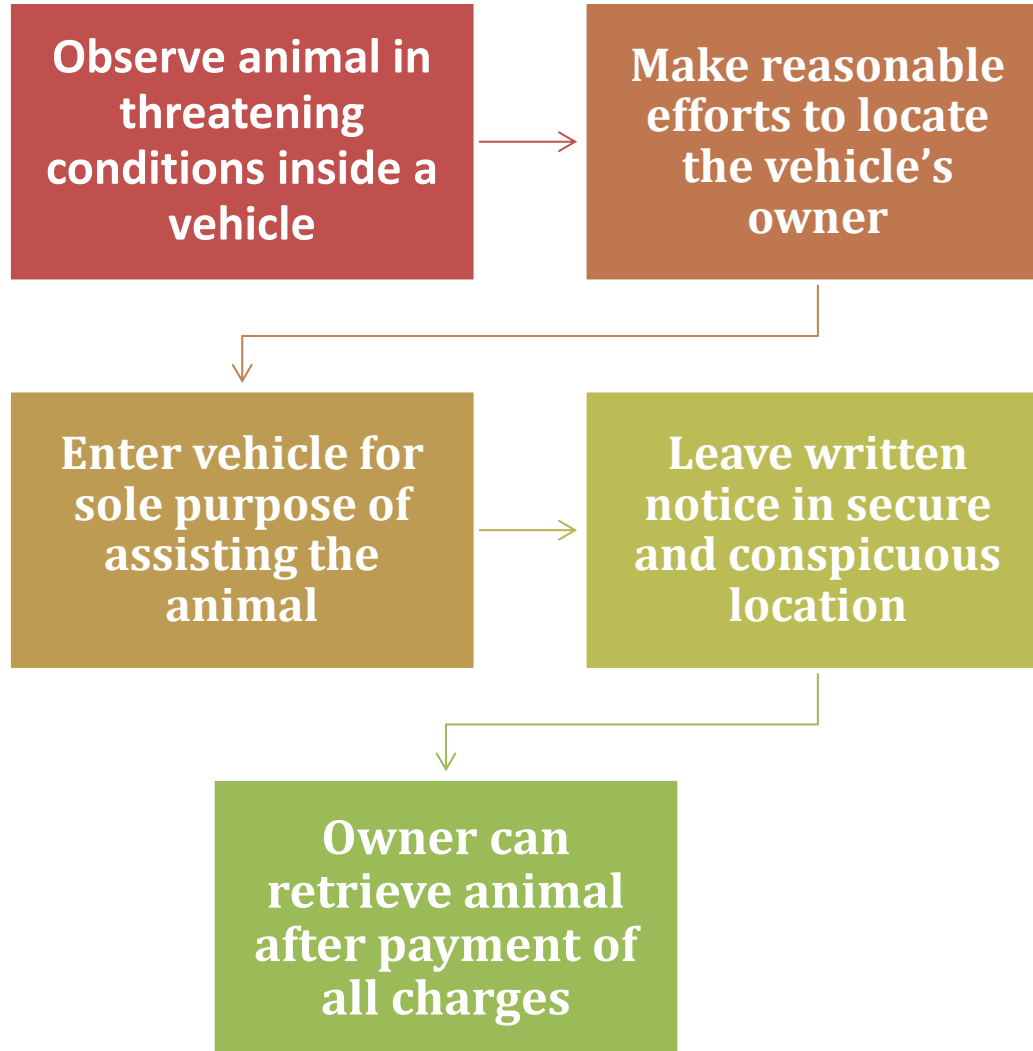 Observe animal in
threatening
conditions inside a
vehicle
Make reasonable
efforts to locate
the vehicle’s
owner
Enter vehicle for
sole purpose of
assisting the
animal
Leave written
notice in secure
and conspicuous
location
Owner can
retrieve animal
after payment of
all charges